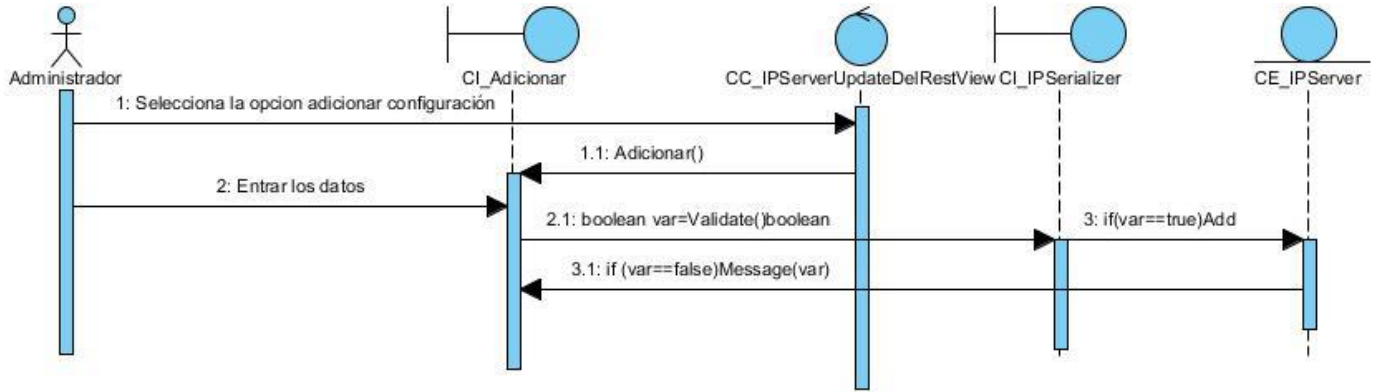 Administrador
CI_Adicionar
CC_IPServerUpdateDelRestView
CI_IPSerializer
CE_IPServer
1: Selecciona la opcion adicionar configuración
1.1: Adicionar()
2: Entrar los datos
2.1: boolean var=Validate()boolean
3: if(var==true)Add
3.1: if (var==false)Message(var)